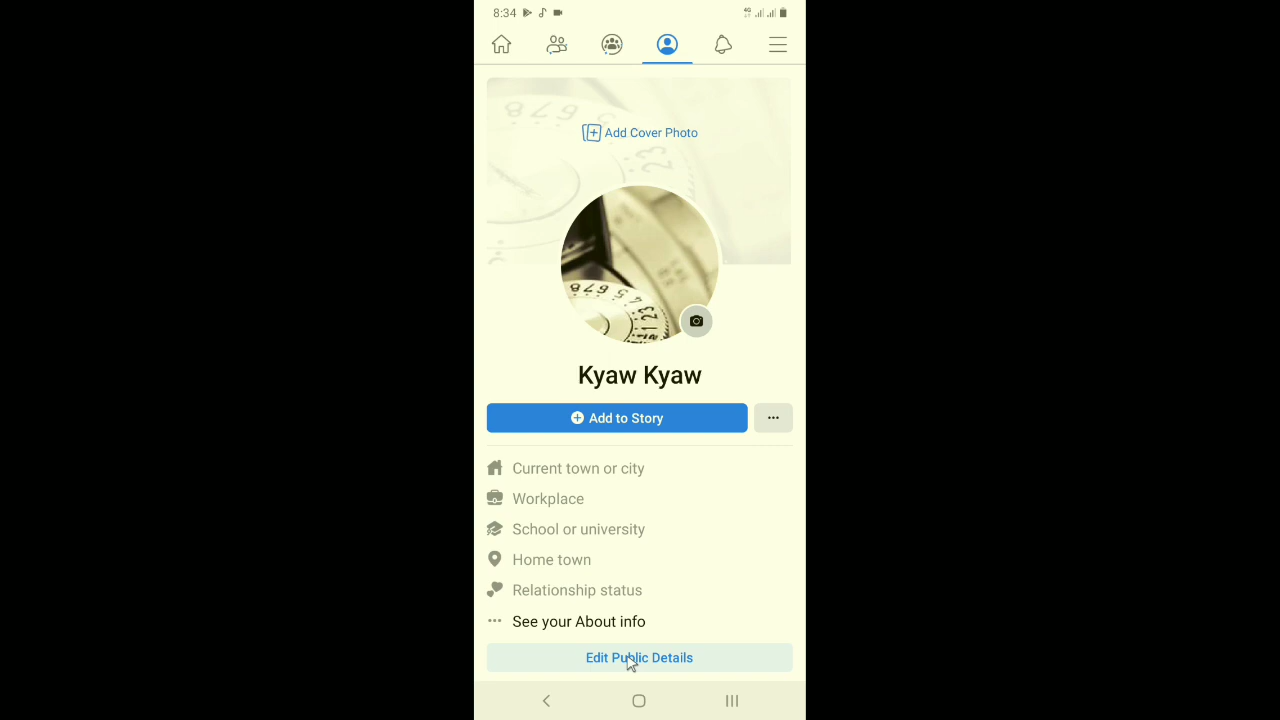 8:34
4G
Add Cover Photo
Kyaw Kyaw
Add to Story
Current town or city
Workplace
School or university
Home town
Relationship status
See your About info
Edit Public Details